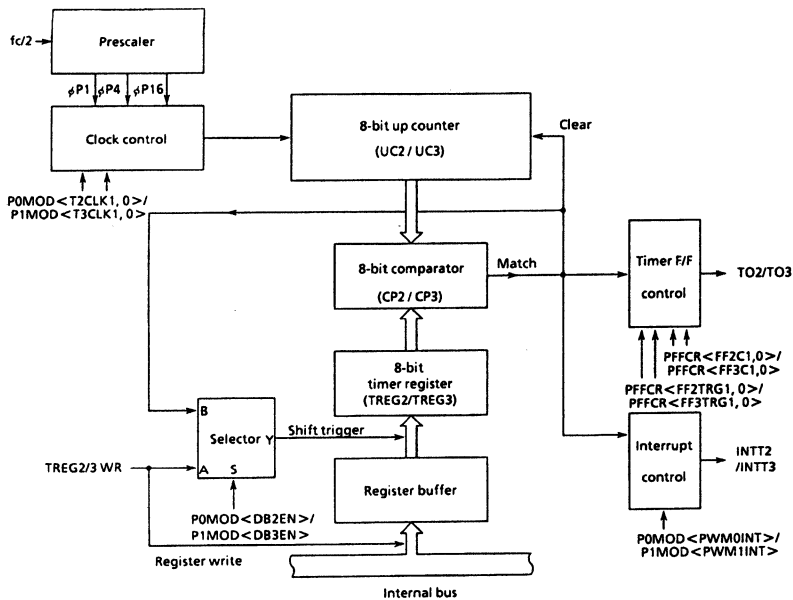 fc/2
Prescaler
ϕP1 ϕP4 ϕP16
Clock control
P0MOD<T2CLK1, 0>/
P1MOD<T3CLK1, 0>
8-bit up counter
(UC2 / UC3)
Clear
8-bit comparator
(CP2 / CP3)
Match
Timer F/F
control
TO2/TO3
PFFCR<FF2C1,0>/
PFFCR<FF3C1,0>
PFFCR<FF2TRG1, 0>/
PFFCR<FF3TRG1, 0>
8-bit
timer register
(TREG2/TREG3)
B
Selector Y
A S
Shift trigger
TREG2/3 WR
Register buffer
Interrupt
control
INTT2
/INTT3
P0MOD<DB2EN>/
P1MOD<DB3EN>
P0MOD<PWM0INT>/
P1MOD<PWM1INT>
Register write
Internal bus